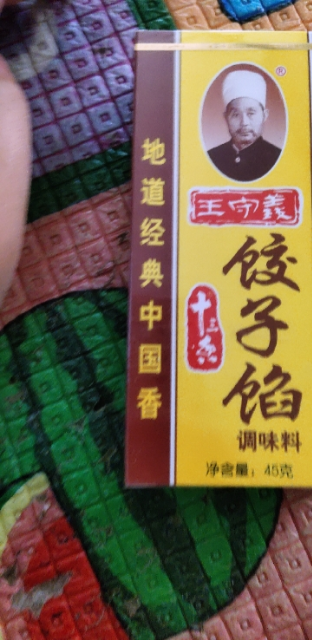 地道经典中国香
®
王守義
十三香
饺子馅
调味料
净含量：45克